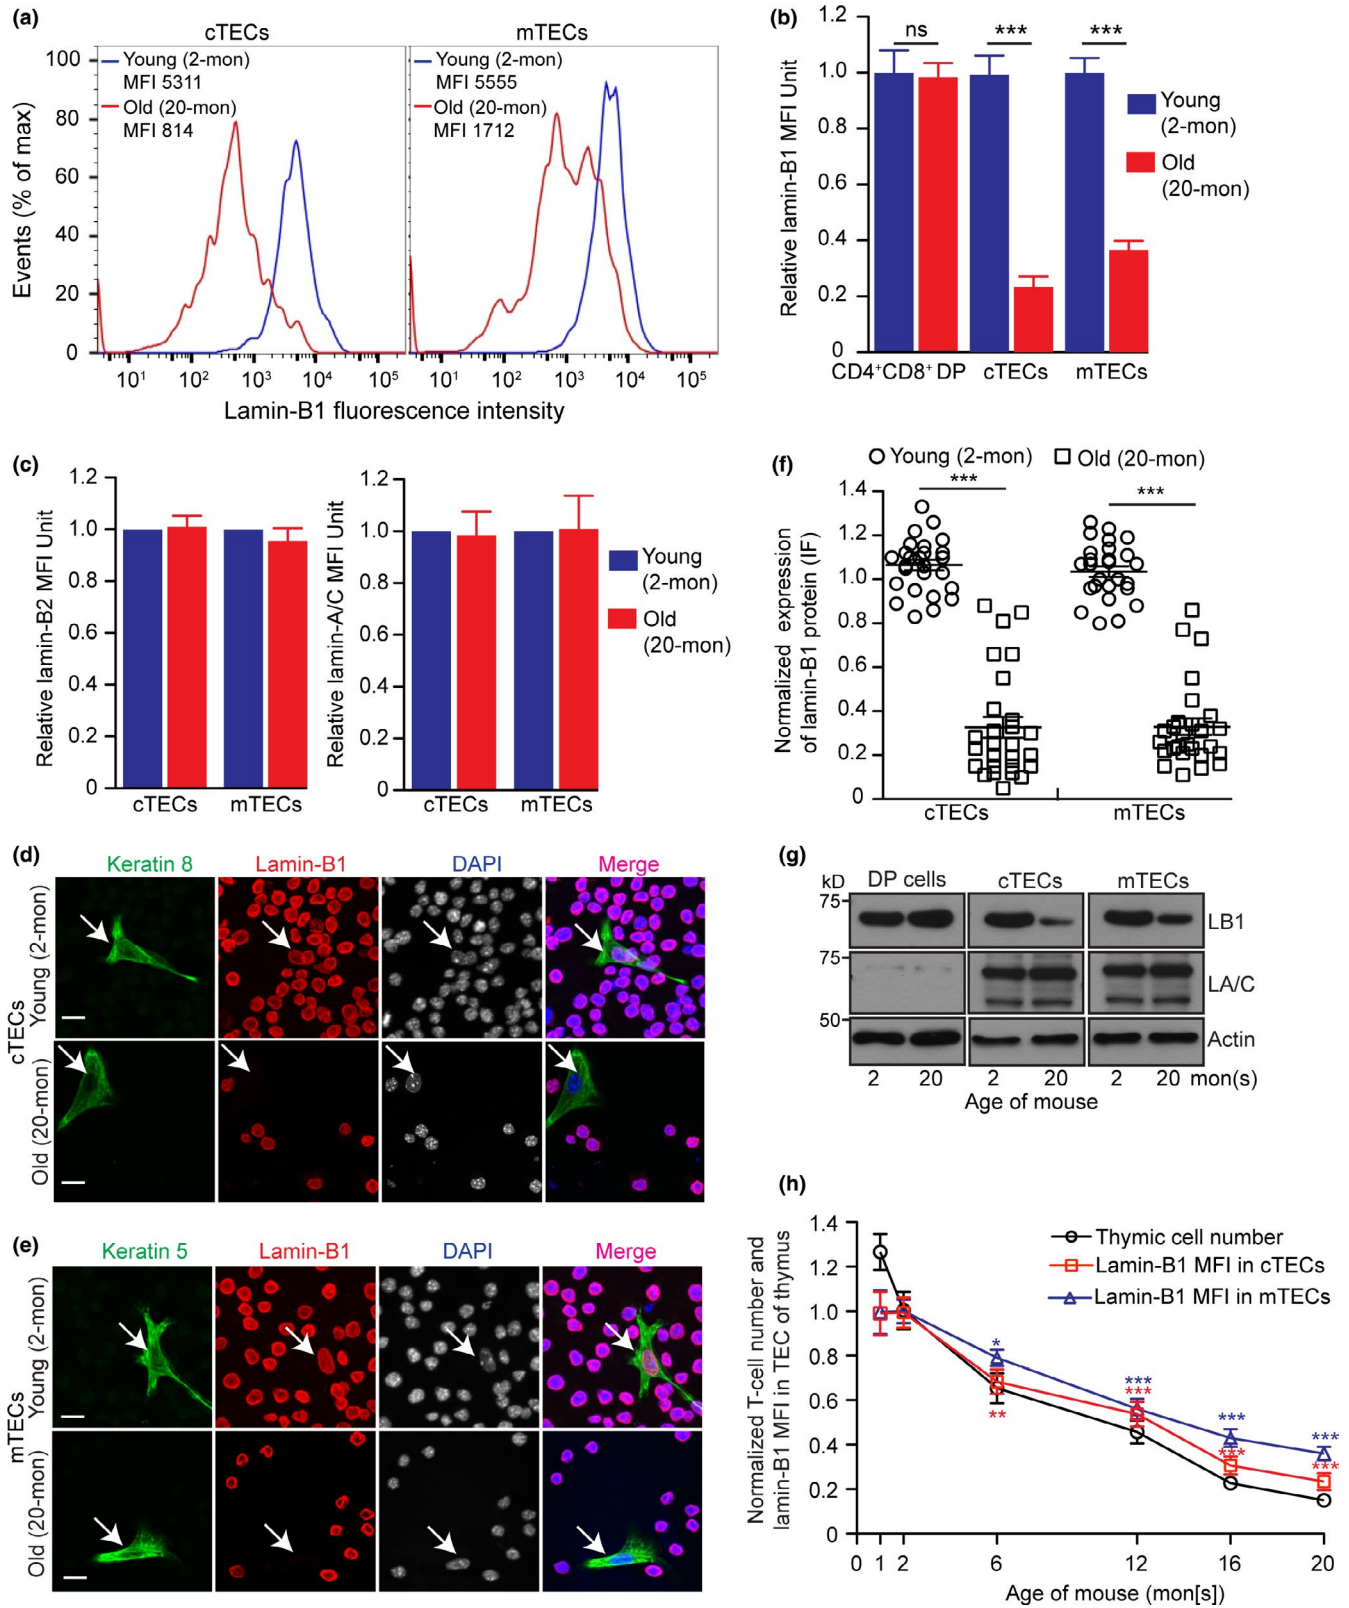 (a)
cTECs
mTECs
Events (% of max)
100
80
60
40
20
0
Young (2-mon)
MFI 5311
Old (20-mon)
MFI 814
Young (2-mon)
MFI 5555
Old (20-mon)
MFI 1712
10¹ 10² 10³ 10⁴ 10⁵
10¹ 10² 10³ 10⁴ 10⁵
Lamin-B1 fluorescence intensity
(b)
Relative lamin-B1 MFI Unit
1.2
1.0
0.8
0.6
0.4
0.2
0
ns *** ***
CD4⁺CD8⁺ DP cTECs mTECs
Young
(2-mon)
Old
(20-mon)
(c)
Relative lamin-B2 MFI Unit
1.2
1.0
0.8
0.6
0.4
0.2
0
cTECs mTECs
Relative lamin-A/C MFI Unit
1.2
1.0
0.8
0.6
0.4
0.2
0
cTECs mTECs
Young
(2-mon)
Old
(20-mon)
(f)
Young (2-mon) Old (20-mon)
Normalized expression
of lamin-B1 protein (IF)
1.4
1.2
1.0
0.8
0.6
0.4
0.2
0
*** ***
cTECs mTECs
(d)
Keratin 8 Lamin-B1 DAPI Merge
cTECs
Young (2-mon)
Old (20-mon)
(e)
Keratin 5 Lamin-B1 DAPI Merge
mTECs
Young (2-mon)
Old (20-mon)
(g)
kD DP cells cTECs mTECs
75
LB1
75
LA/C
50
Actin
2 20 2 20 2 20 mon(s)
Age of mouse
(h)
Normalized T-cell number and
lamin-B1 MFI in TEC of thymus
1.4
1.2
1.0
0.8
0.6
0.4
0.2
0
Thymic cell number
Lamin-B1 MFI in cTECs
Lamin-B1 MFI in mTECs
*
**
***
***
***
***
***
***
0 1 2 6 12 16 20
Age of mouse (mon[s])